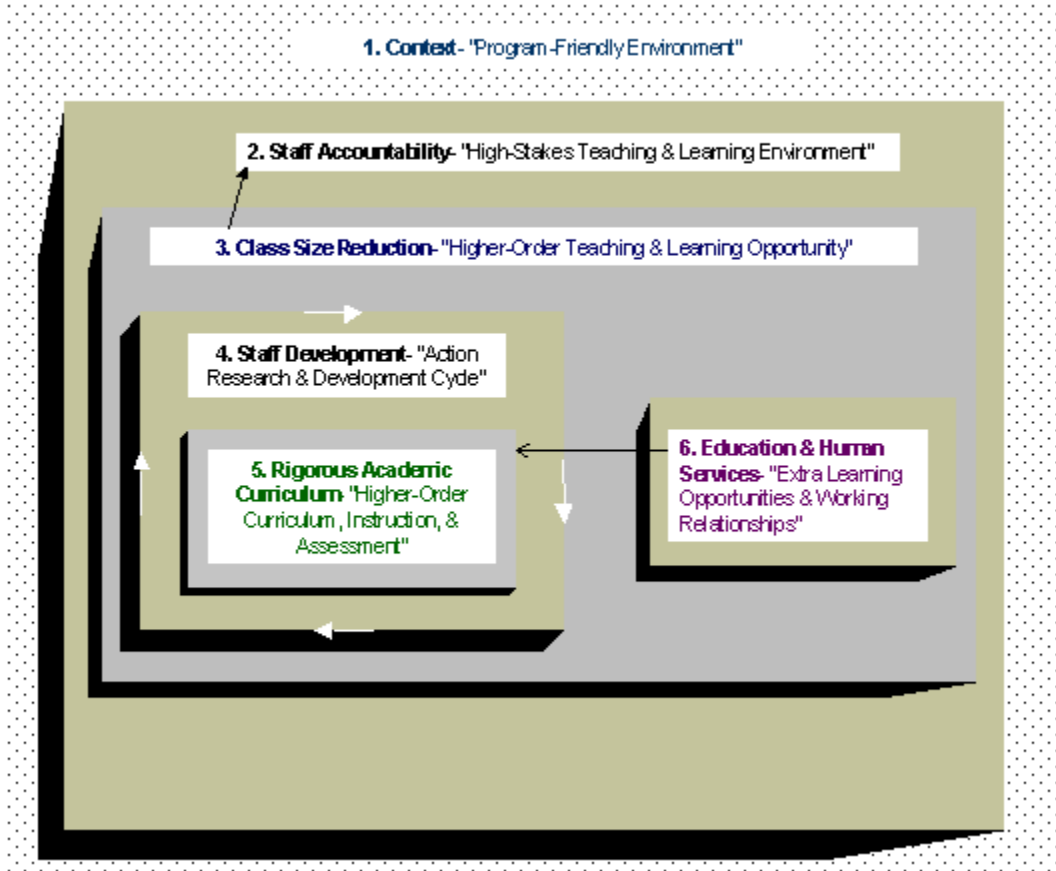 1. Context- "Program-Friendly Environment"
2. Staff Accountability- "High-Stakes Teaching & Learning Environment"
3. Class Size Reduction- "Higher-Order Teaching & Learning Opportunity"
4. Staff Development- "Action
Research & Development Cycle"
5. Rigorous Academic
Curriculum- "Higher-Order
Curriculum, Instruction, &
Assessment"
6. Education & Human
Services- "Extra Learning
Opportunities & Working
Relationships"